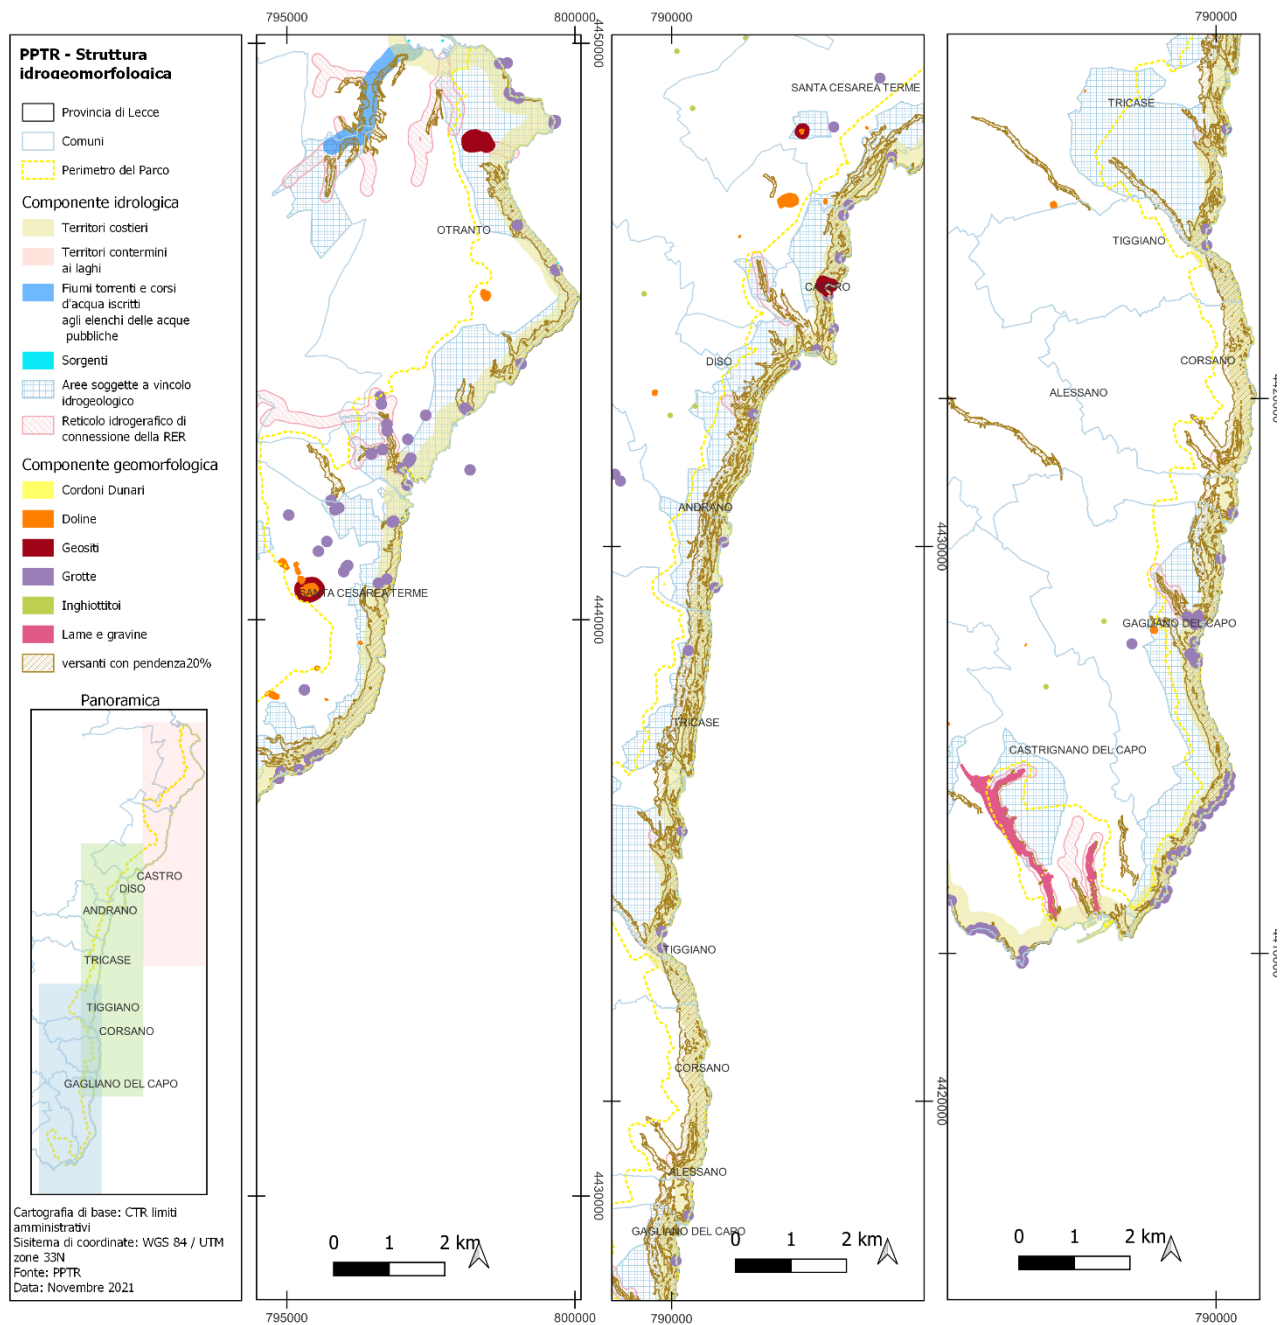 PPTR - Struttura
idrogeomorfologica
Provincia di Lecce
Comuni
Perimetro del Parco
Componente idrologica
Territori costieri
Territori contermini
ai laghi
Fiumi torrenti e corsi
d'acqua iscritti
agli elenchi delle acque
pubbliche
Sorgenti
Aree soggette a vincolo
idrogeologico
Reticolo idrografico di
connessione della RER
Componente geomorfologica
Cordoni Dunari
Doline
Geositi
Grotte
Inghiottitoi
Lame e gravine
versanti con pendenza20%
Panoramica
CASTRO
DISO
ANDRANO
TRICASE
TIGGIANO
CORSANO
GAGLIANO DEL CAPO
Cartografia di base: CTR limiti
amministrativi
Sisitema di coordinate: WGS 84 / UTM
zone 33N
Fonte: PPTR
Data: Novembre 2021
795000
800000
4450000
OTRANTO
SANTA CESAREA TERME
4440000
4430000
0 1 2 km
795000
800000
790000
SANTA CESAREA TERME
CASTRO
DISO
ANDRANO
4430000
TRICASE
TIGGIANO
CORSANO
4420000
ALESSANO
GAGLIANO DEL CAPO
0 1 2 km
790000
790000
TRICASE
TIGGIANO
CORSANO
ALESSANO
4420000
GAGLIANO DEL CAPO
CASTRIGNANO DEL CAPO
4410000
0 1 2 km
790000